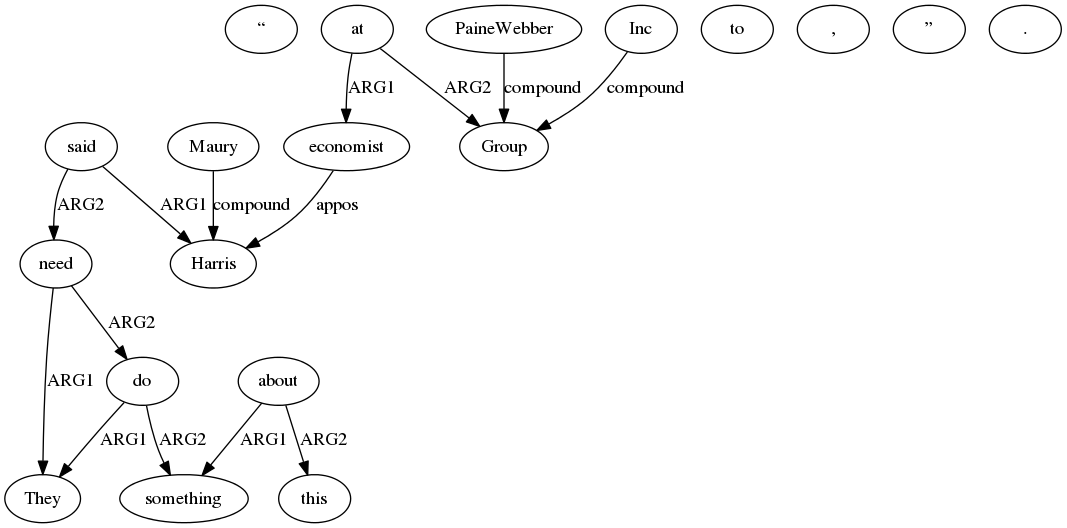 “ at PaineWebber Inc to , ” .
ARG1 ARG2 compound compound
said Maury economist Group
ARG2 ARG1 compound appos
need Harris
ARG2
ARG1 do about
ARG1 ARG2 ARG1 ARG2
They something this